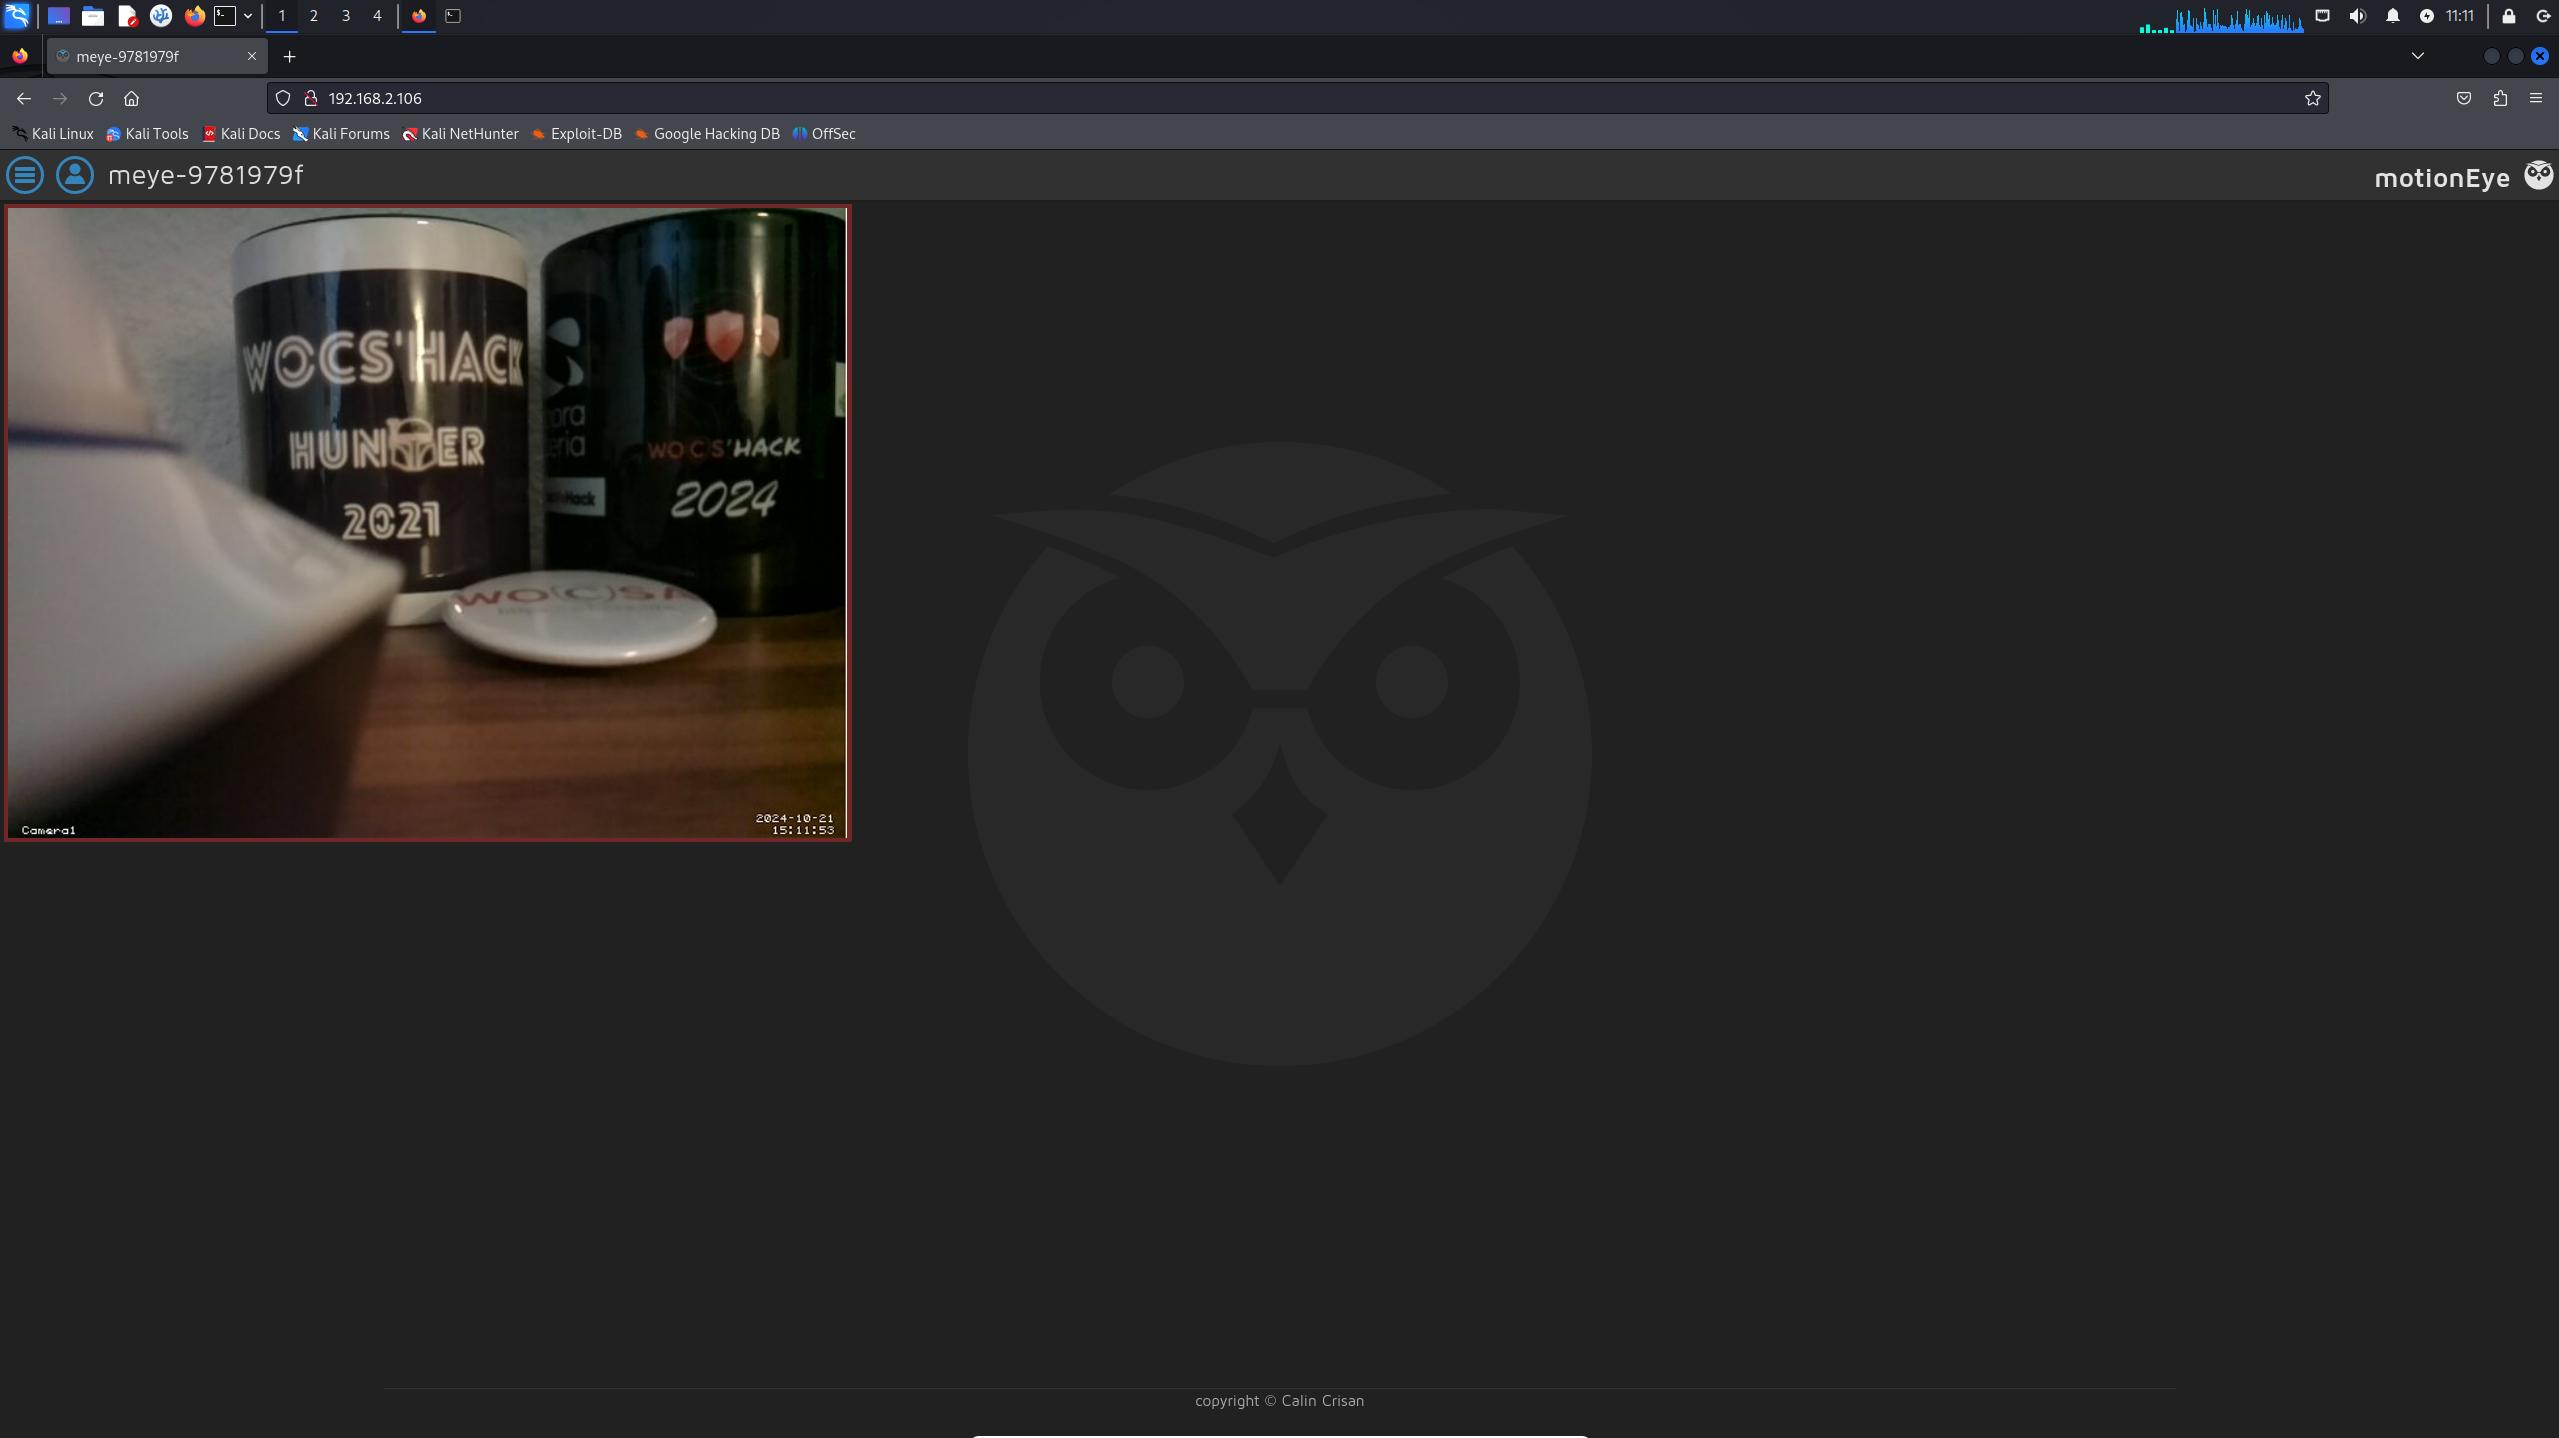 1 2 3 4
11:11
meye-9781979f
192.168.2.106
Kali Linux Kali Tools Kali Docs Kali Forums Kali NetHunter Exploit-DB Google Hacking DB OffSec
meye-9781979f
motionEye
WOCS'HACK
HUNTER
2021
WOCS'HACK
2024
WO(C)SA
Camera1
2024-10-21
15:11:53
copyright © Calin Crisan